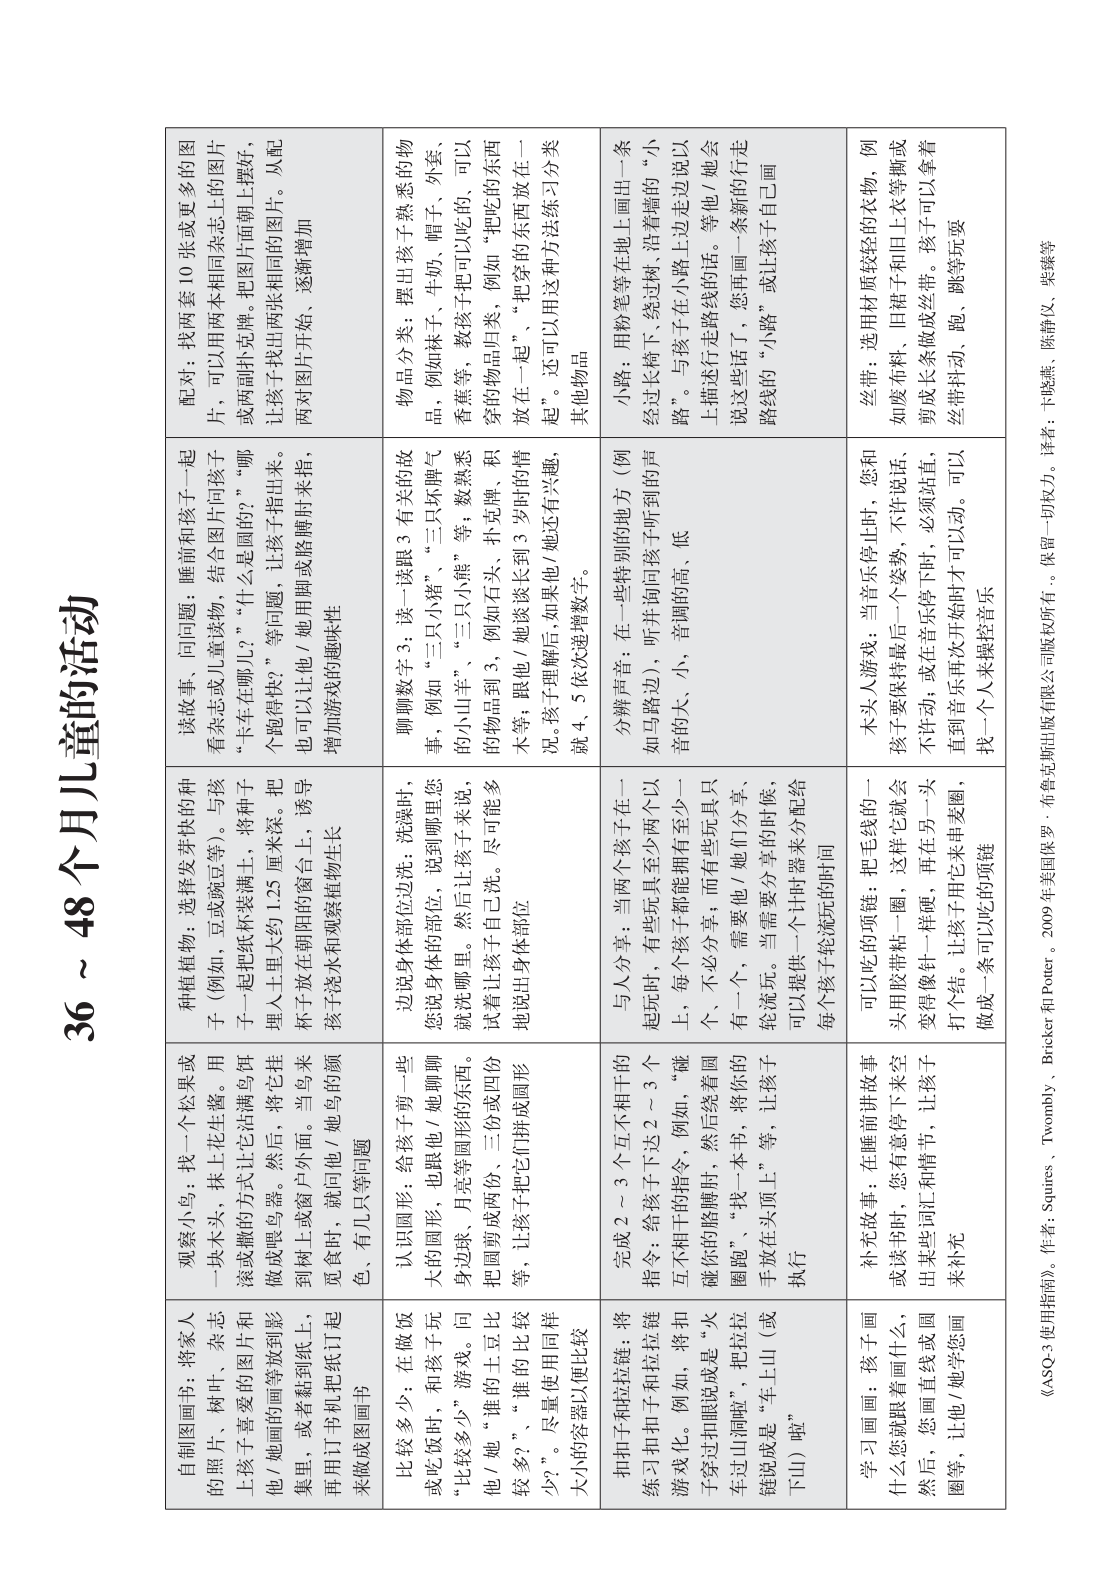 36 ~ 48 个月儿童的活动
自制图画书：将家人
的照片、树叶、杂志
上孩子喜爱的图片和
他 / 她画的画等放到影
集里，或者黏到纸上，
再用订书机把纸订起
来做成图画书
观察小鸟：找一个松果或
一块木头，抹上花生酱。用
滚或撒的方式让它沾满鸟饵
做成喂鸟器。然后，将它挂
到树上或窗户外面。当鸟来
觅食时，就问他 / 她鸟的颜
色、有几只等问题
种植植物：选择发芽快的种
子（例如，豆或豌豆等）。与孩
子一起把纸杯装满土，将种子
埋入土里大约 1.25 厘米深。把
杯子放在朝阳的窗台上，诱导
孩子浇水和观察植物生长
读故事、问问题：睡前和孩子一起
看杂志或儿童读物，结合图片问孩子
“卡车在哪儿？”“什么是圆的？”“哪
个跑得快？”等问题，让孩子指出来。
也可以让他 / 她用脚或胳膊肘来指，
增加游戏的趣味性
配对：找两套 10 张或更多的图
片，可以用两本相同杂志上的图片
或两副扑克牌。把图片面朝上摆好，
让孩子找出两张相同的图片。从配
两对图片开始、逐渐增加
比较多少：在做饭
或吃饭时，和孩子玩
“比较多少”游戏。问
他 / 她“谁的土豆比
较多？”、“谁的比较
少？”。尽量使用同样
大小的容器以便比较
认识圆形：给孩子剪一些
大的圆形，也跟他 / 她聊聊
身边球、月亮等圆形的东西。
把圆剪成两份、三份或四份
等，让孩子把它们拼成圆形
边说身体部位边洗：洗澡时，
您说身体的部位，说到哪里您
就洗哪里。然后让孩子来说，
试着让孩子自己洗。尽可能多
地说出身体部位
聊聊数字 3：读一读跟 3 有关的故
事，例如“三只小猪”、“三只坏脾气
的小山羊”、“三只小熊”等；数熟悉
的物品到 3，例如石头、扑克牌、积
木等；跟他 / 她谈谈长到 3 岁时的情
况。孩子理解后，如果他 / 她还有兴趣，
就 4、5 依次递增数字。
物品分类：摆出孩子熟悉的物
品，例如袜子、牛奶、帽子、外套、
香蕉等，教孩子把可以吃的、可以
穿的物品归类，例如“把吃的东西
放在一起”、“把穿的东西放在一
起”。还可以用这种方法练习分类
其他物品
扣扣子和拉拉链：将
练习扣扣子和拉拉链
游戏化。例如，将扣
子穿过扣眼说成是“火
车过山洞啦”，把拉拉
链说成是“车上山（或
下山）啦”
完成 2 ~ 3 个互不相干的
指令：给孩子下达 2 ~ 3 个
互不相干的指令，例如，“碰
碰你的胳膊肘，然后绕着圆
圈跑”、“找一本书，将你的
手放在头顶上”等，让孩子
执行
与人分享：当两个孩子在一
起玩时，有些玩具至少两个以
上，每个孩子都能拥有至少一
个、不必分享；而有些玩具只
有一个，需要他 / 她们分享、
轮流玩。当需要分享的时候，
可以提供一个计时器来分配给
每个孩子轮流玩的时间
分辨声音：在一些特别的地方（例
如马路边），听并询问孩子听到的声
音的大、小，音调的高、低
小路：用粉笔等在地上画出一条
经过长椅下、绕过树、沿着墙的“小
路”。与孩子在小路上边走边说以
上描述行走路线的话。等他 / 她会
说这些话了，您再画一条新的行走
路线的“小路”或让孩子自己画
学习画画：孩子画
什么您就跟着画什么，
然后，您画直线或圆
圈等，让他 / 她学您画
补充故事：在睡前讲故事
或读书时，您有意停下来空
出某些词汇和情节，让孩子
来补充
可以吃的项链：把毛线的一
头用胶带粘一圈，这样它就会
变得像针一样硬，再在另一头
打个结。让孩子用它来串麦圈，
做成一条可以吃的项链
木头人游戏：当音乐停止时，您和
孩子要保持最后一个姿势，不许说话、
不许动；或在音乐停下时，必须站直，
直到音乐再次开始时才可以动。可以
找一个人来操控音乐
丝带：选用材质较轻的衣物，例
如废布料、旧裙子和旧上衣等撕或
剪成长条做成丝带。孩子可以拿着
丝带抖动、跑、跳等玩耍
《ASQ-3 使用指南》。作者：Squires 、Twombly 、Bricker 和 Potter 。2009 年美国保罗 · 布鲁克斯出版有限公司版权所有 ·。保留一切权力。译者：卞晓燕、陈静仪、柴臻等